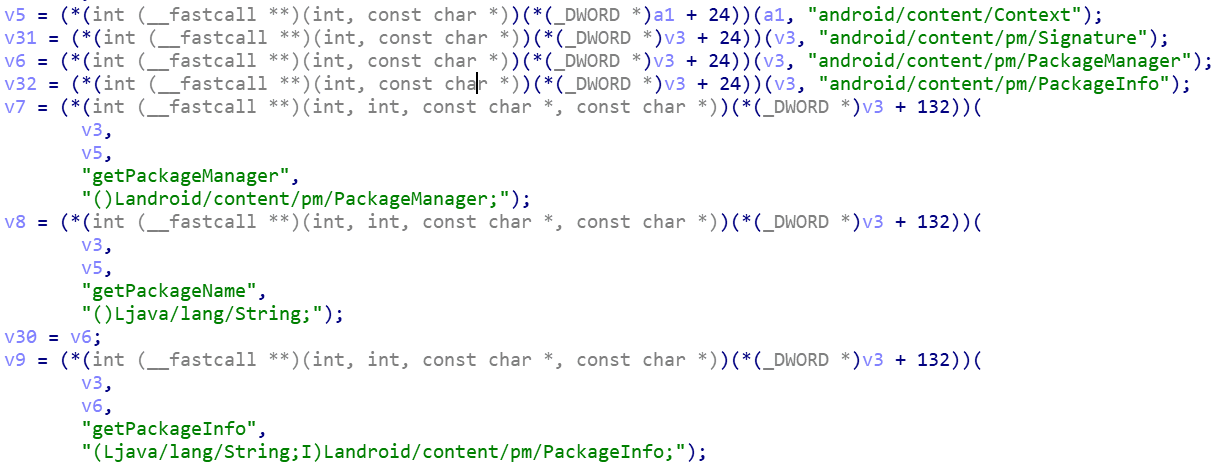 v5 = (*(int (__fastcall **)(int, const char *))(*(_DWORD *)a1 + 24))(a1, "android/content/Context");
v31 = (*(int (__fastcall **)(int, const char *))(*(_DWORD *)v3 + 24))(v3, "android/content/pm/Signature");
v6 = (*(int (__fastcall **)(int, const char *))(*(_DWORD *)v3 + 24))(v3, "android/content/pm/PackageManager");
v32 = (*(int (__fastcall **)(int, const char *))(*(_DWORD *)v3 + 24))(v3, "android/content/pm/PackageInfo");
v7 = (*(int (__fastcall **)(int, int, const char *, const char *))(*(_DWORD *)v3 + 132))(
v3,
v5,
"getPackageManager",
"()Landroid/content/pm/PackageManager;");
v8 = (*(int (__fastcall **)(int, int, const char *, const char *))(*(_DWORD *)v3 + 132))(
v3,
v5,
"getPackageName",
"()Ljava/lang/String;");
v30 = v6;
v9 = (*(int (__fastcall **)(int, int, const char *, const char *))(*(_DWORD *)v3 + 132))(
v3,
v6,
"getPackageInfo",
"(Ljava/lang/String;I)Landroid/content/pm/PackageInfo;");